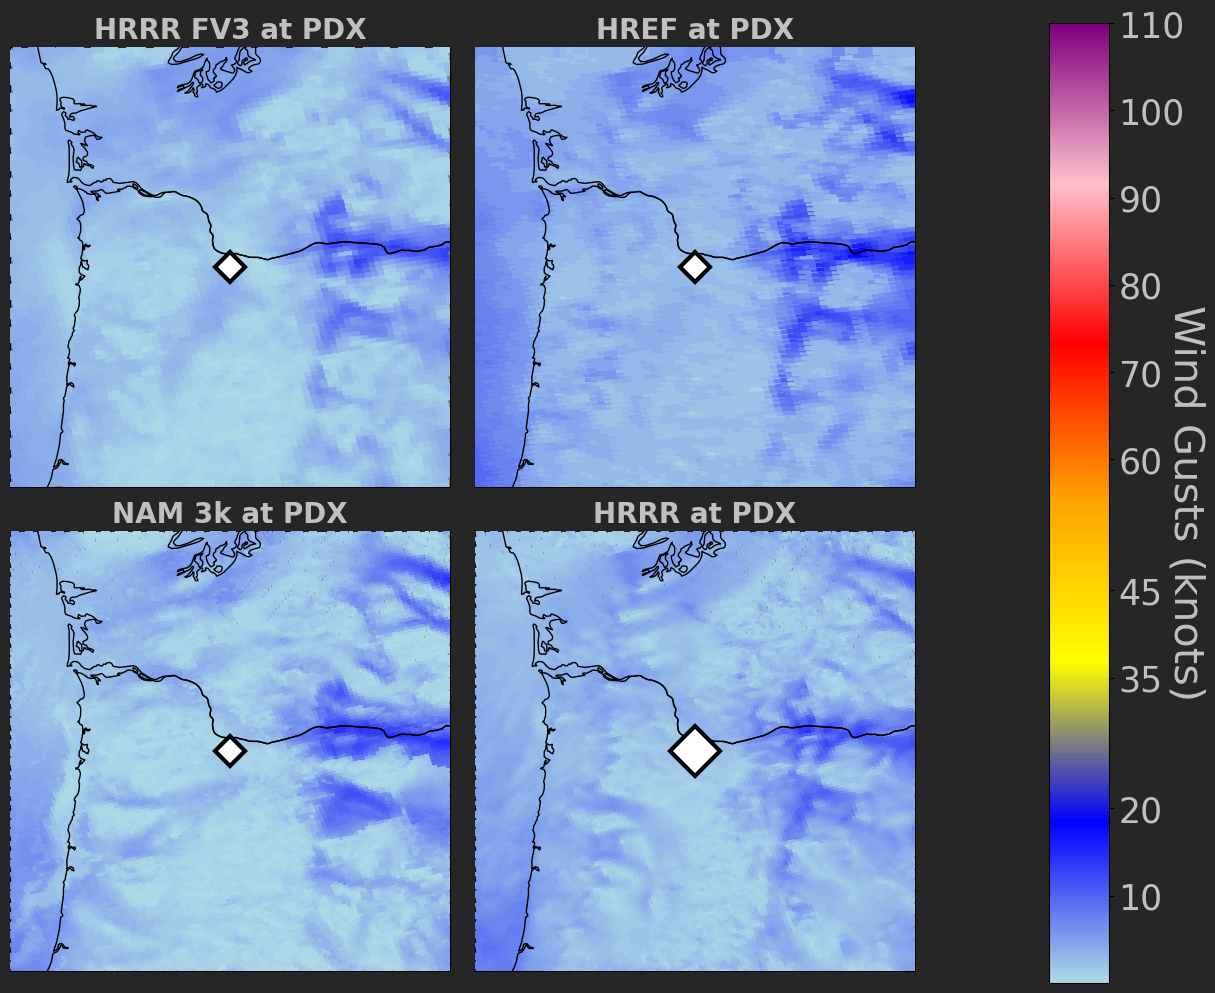 HRRR FV3 at PDX
HREF at PDX
NAM 3k at PDX
HRRR at PDX
110
100
90
80
70
60
45
35
20
10
Wind Gusts (knots)